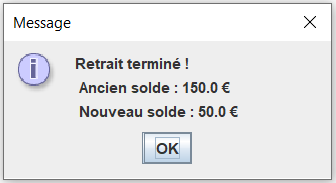 Message
Retrait terminé !
Ancien solde : 150.0 €
Nouveau solde : 50.0 €
OK